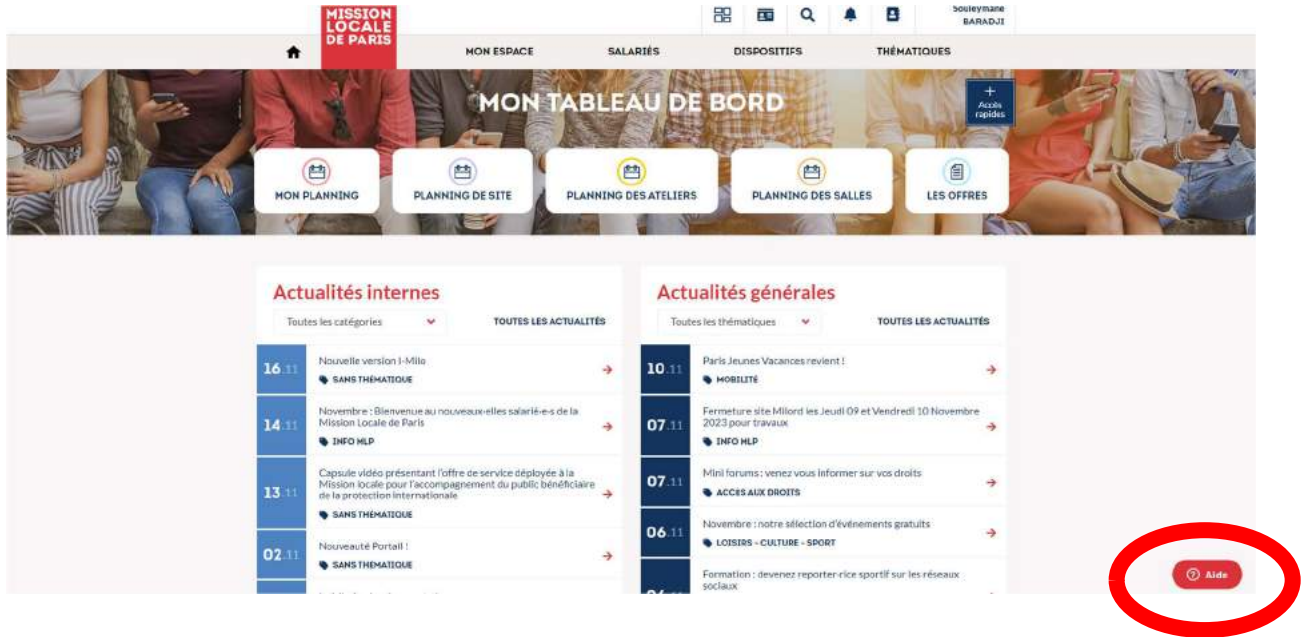 MISSION
LOCALE
DE PARIS
Souleymane
BARADJI
MON ESPACE
SALARIÉS
DISPOSITIFS
THÉMATIQUES
MON TABLEAU DE BORD
+
Accès
rapides
MON PLANNING
PLANNING DE SITE
PLANNING DES ATELIERS
PLANNING DES SALLES
LES OFFRES
Actualités internes
Toutes les catégories
TOUTES LES ACTUALITÉS
16.11
Nouvelle version I-Milo
SANS THÉMATIQUE
14.11
Novembre : Bienvenue au nouveaux·elles salarié·e·s de la
Mission Locale de Paris
INFO MLP
13.11
Capsule vidéo présentant l'offre de service déployée à la
Mission locale pour l'accompagnement du public bénéficiaire
de la protection internationale
SANS THÉMATIQUE
02.11
Nouveauté Portail !
SANS THÉMATIQUE
Actualités générales
Toutes les thématiques
TOUTES LES ACTUALITÉS
10.11
Paris Jeunes Vacances revient !
MOBILITÉ
07.11
Fermeture site Milord les Jeudi 09 et Vendredi 10 Novembre
2023 pour travaux
INFO MLP
07.11
Mini forums : venez vous informer sur vos droits
ACCÈS AUX DROITS
06.11
Novembre : notre sélection d'événements gratuits
LOISIRS - CULTURE - SPORT
Formation : devenez reporter·rice sportif sur les réseaux
sociaux
Aide